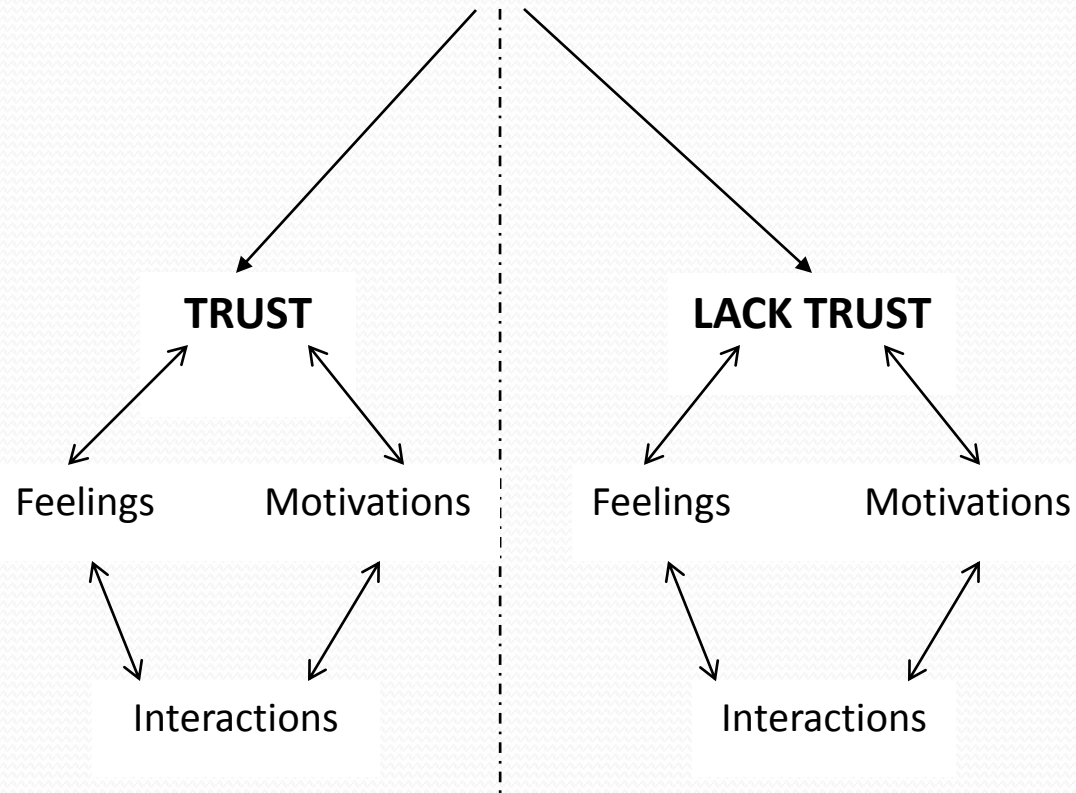 TRUST
LACK TRUST
Feelings
Motivations
Feelings
Motivations
Interactions
Interactions